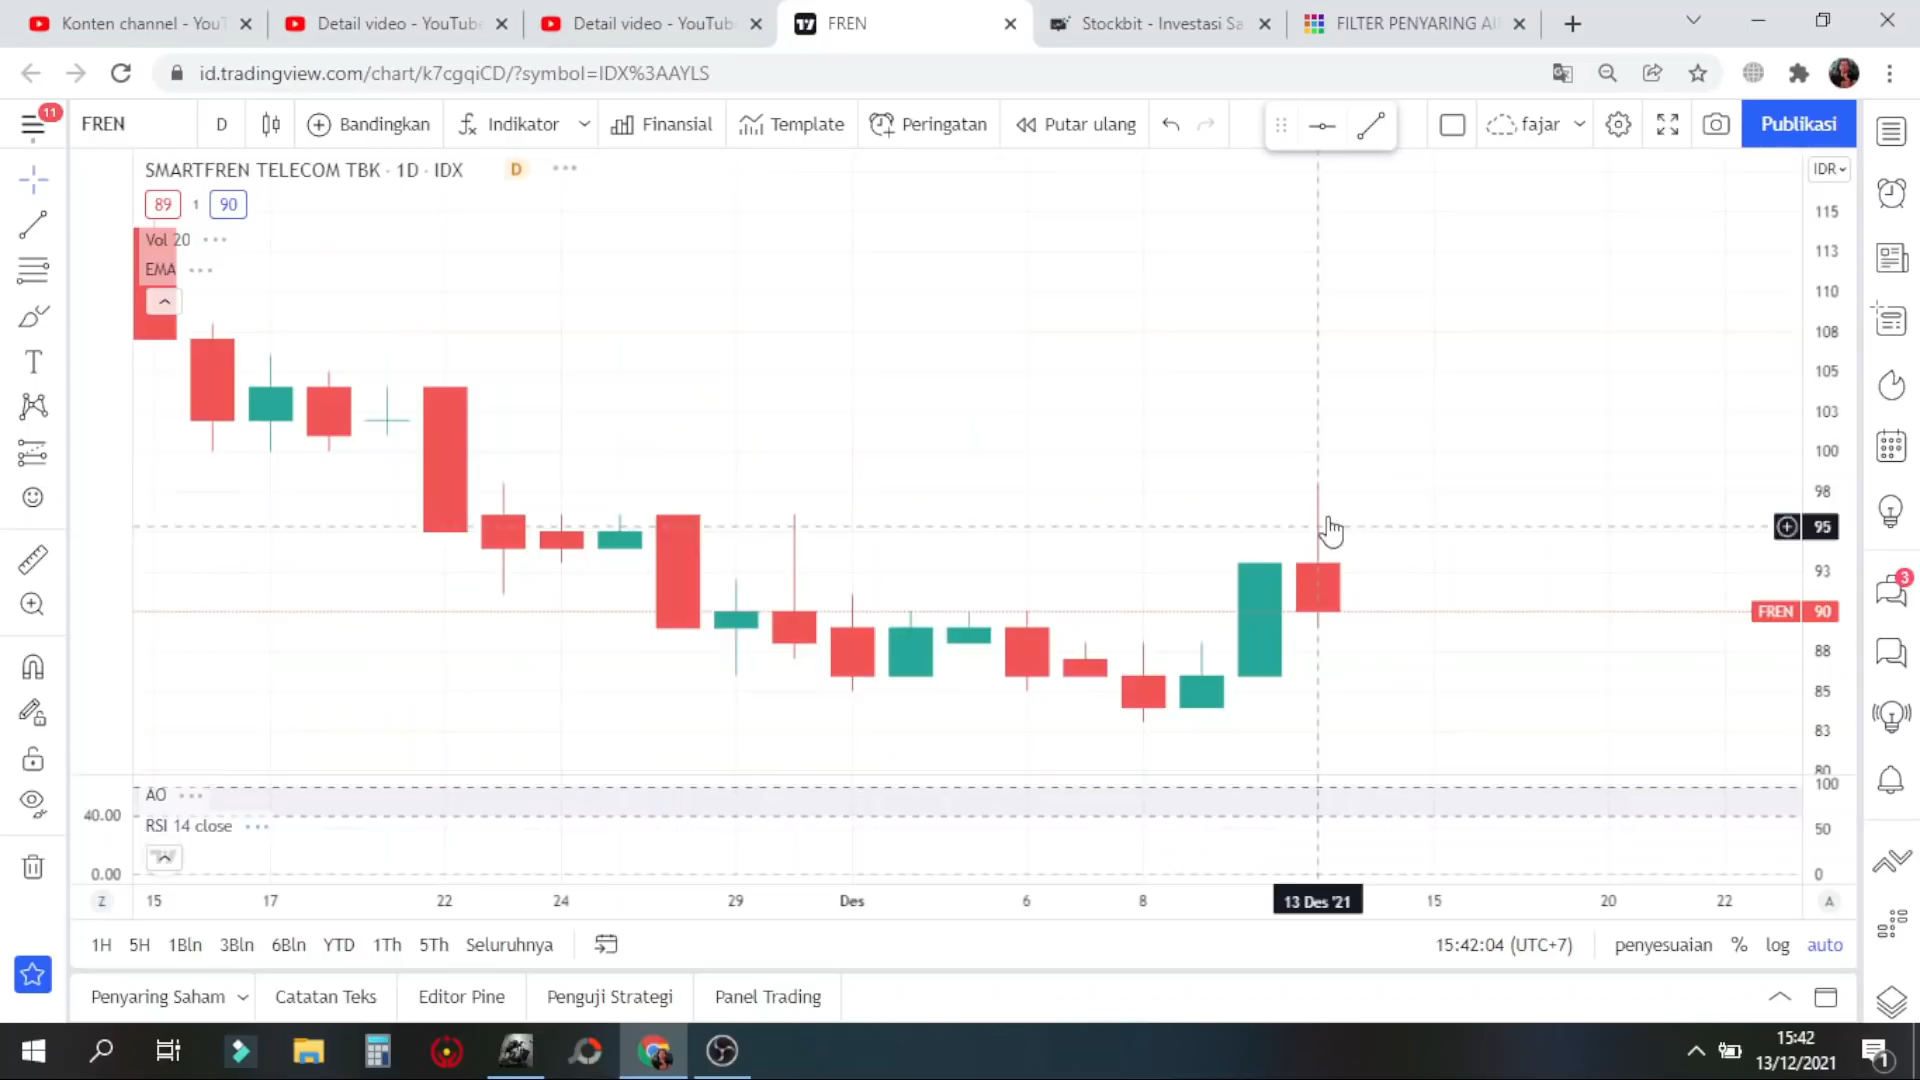 Konten channel - YouT
Detail video - YouTube
Detail video - YouTub
FREN
Stockbit - Investasi Sa
FILTER PENYARING AI
id.tradingview.com/chart/k7cgqiCD/?symbol=IDX%3AAYLS
11
FREN
D
Bandingkan
Indikator
Finansial
Template
Peringatan
Putar ulang
fajar
Publikasi
SMARTFREN TELECOM TBK · 1D · IDX
D
IDR
89
1
90
Vol 20
EMA
115
113
110
108
105
103
100
98
95
93
FREN 90
88
85
83
80
3
AO
RSI 14 close
40.00
0.00
100
50
0
Z
15
17
22
24
29
Des
6
8
13 Des '21
15
20
22
A
1H
5H
1Bln
3Bln
6Bln
YTD
1Th
5Th
Seluruhnya
15:42:04 (UTC+7)
penyesuaian
%
log
auto
Penyaring Saham
Catatan Teks
Editor Pine
Penguji Strategi
Panel Trading
15:42
13/12/2021
1